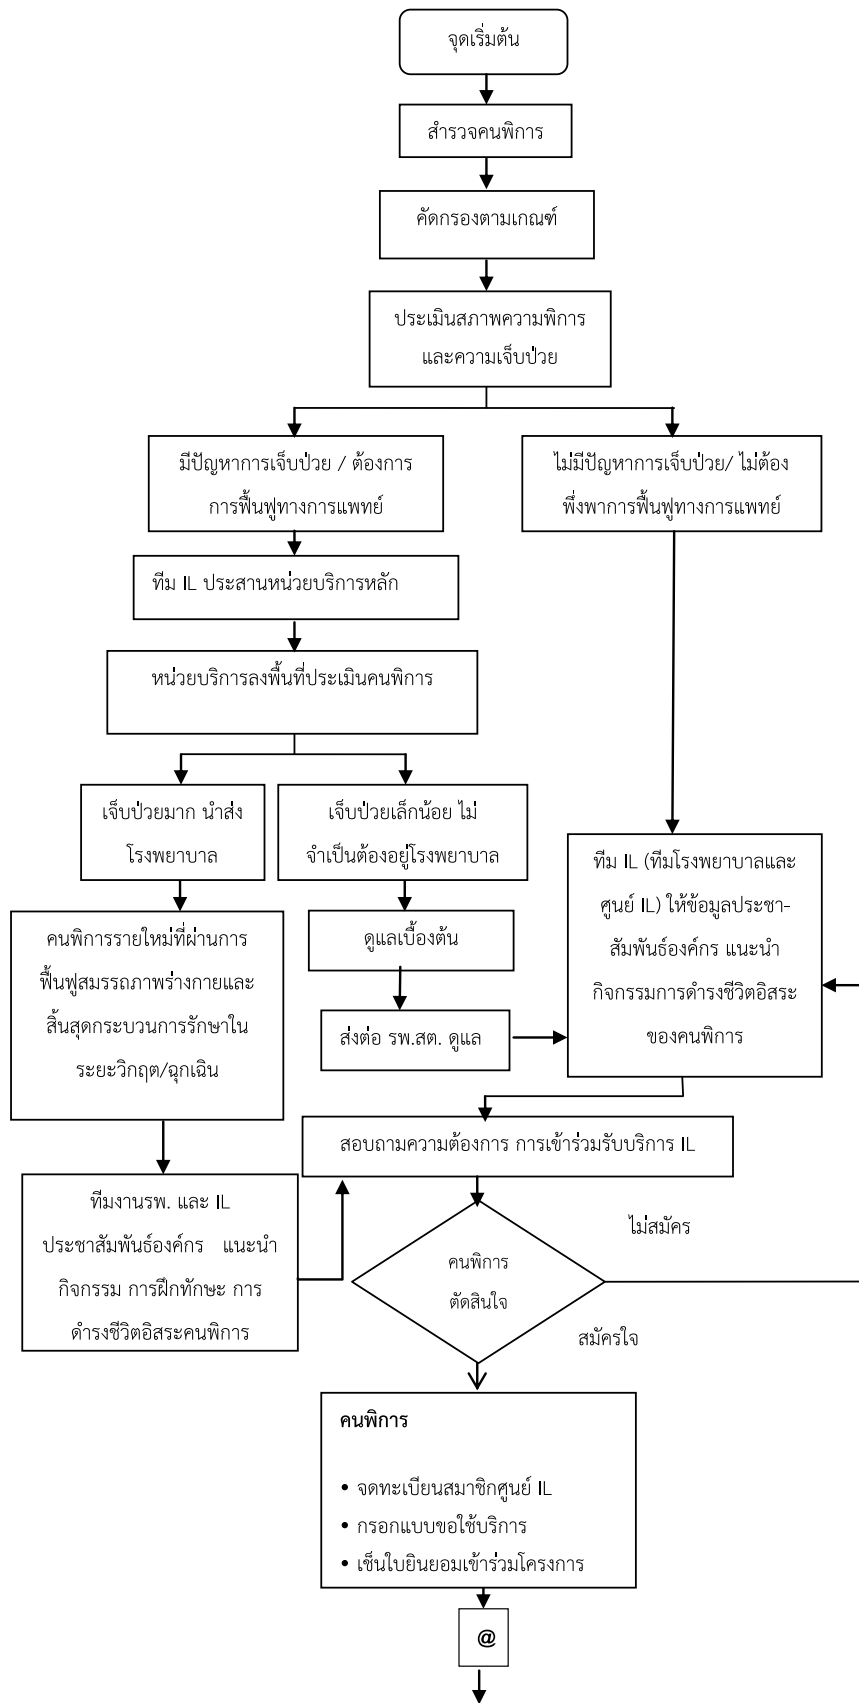 จุดเริ่มต้น
สำรวจคนพิการ
คัดกรองตามเกณฑ์
ประเมินสภาพความพิการ
และความเจ็บป่วย
มีปัญหาการเจ็บป่วย / ต้องการ
การฟื้นฟูทางการแพทย์
ไม่มีปัญหาการเจ็บป่วย/ ไม่ต้อง
พึ่งพาการฟื้นฟูทางการแพทย์
ทีม IL ประสานหน่วยบริการหลัก
หน่วยบริการลงพื้นที่ประเมินคนพิการ
เจ็บป่วยมาก นำส่ง
โรงพยาบาล
เจ็บป่วยเล็กน้อย ไม่
จำเป็นต้องอยู่โรงพยาบาล
ทีม IL (ทีมโรงพยาบาลและ
ศูนย์ IL) ให้ข้อมูลประชา-
สัมพันธ์องค์กร แนะนำ
กิจกรรมการดำรงชีวิตอิสระ
ของคนพิการ
คนพิการรายใหม่ที่ผ่านการ
ฟื้นฟูสมรรถภาพร่างกายและ
สิ้นสุดกระบวนการรักษาใน
ระยะวิกฤต/ฉุกเฉิน
ดูแลเบื้องต้น
ส่งต่อ รพ.สต. ดูแล
สอบถามความต้องการ การเข้าร่วมรับบริการ IL
ทีมงานรพ. และ IL
ประชาสัมพันธ์องค์กร แนะนำ
กิจกรรม การฝึกทักษะ การ
ดำรงชีวิตอิสระคนพิการ
คนพิการ
ตัดสินใจ
ไม่สมัคร
สมัครใจ
คนพิการ
• จดทะเบียนสมาชิกศูนย์ IL
• กรอกแบบขอใช้บริการ
• เซ็นใบยินยอมเข้าร่วมโครงการ
@